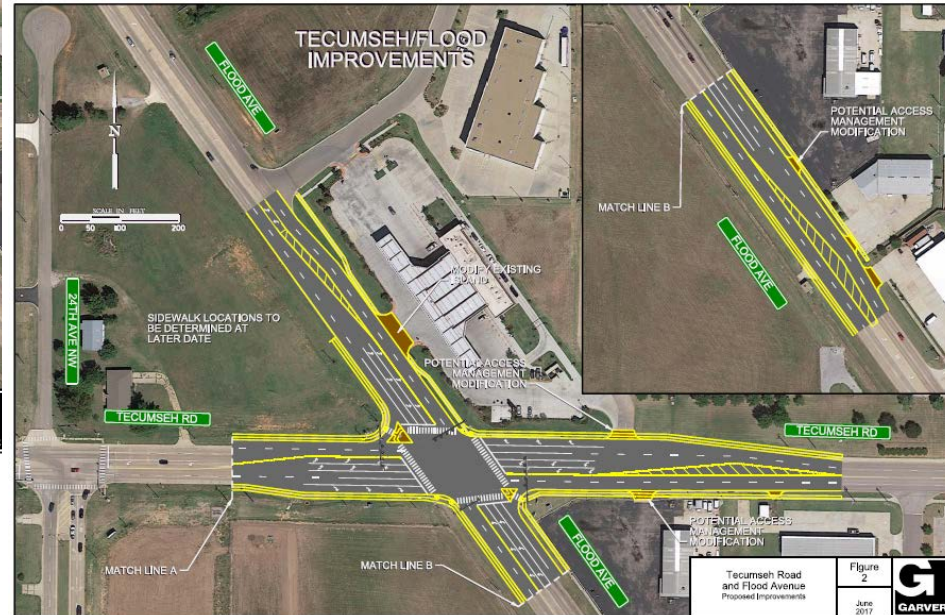 TECUMSEH/FLOOD
IMPROVEMENTS
FLOOD AVE
N
SCALE IN FEET
0 100 200
24TH AVE NW
SIDEWALK LOCATIONS TO
BE DETERMINED AT
LATER DATE
MODIFY EXISTING
ISLAND
POTENTIAL ACCESS
MANAGEMENT
MODIFICATION
TECUMSEH RD
TECUMSEH RD
MATCH LINE A
MATCH LINE B
FLOOD AVE
POTENTIAL ACCESS
MANAGEMENT
MODIFICATION
POTENTIAL ACCESS
MANAGEMENT
MODIFICATION
MATCH LINE B
FLOOD AVE
Tecumseh Road
and Flood Avenue
Proposed Improvements
Figure
2
June
2017
G
GARVER